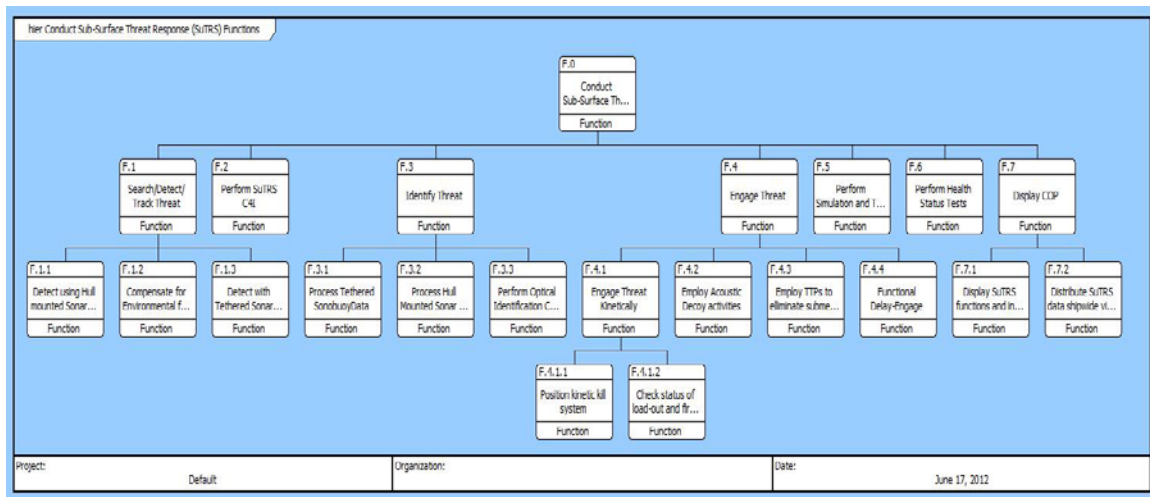 hier Conduct Sub-Surface Threat Response (SuTRS) Functions
F.0
Conduct
Sub-Surface Th...
Function
F.1
Search/Detect/
Track Threat
Function
F.2
Perform SuTRS
C4I
Function
F.3
Identify Threat
Function
F.4
Engage Threat
Function
F.5
Perform
Simulation and T...
Function
F.6
Perform Health
Status Tests
Function
F.7
Display COP
Function
F.1.1
Detect using Hull
mounted Sonar...
Function
F.1.2
Compensate for
Environmental f...
Function
F.1.3
Detect with
Tethered Sonar...
Function
F.3.1
Process Tethered
SonobuoyData
Function
F.3.2
Process Hull
Mounted Sonar ...
Function
F.3.3
Perform Optical
Identification C...
Function
F.4.1
Engage Threat
Kinetically
Function
F.4.2
Employ Acoustic
Decoy activities
Function
F.4.3
Employ TTPs to
eliminate subme...
Function
F.4.4
Functional
Delay-Engage
Function
F.7.1
Display SuTRS
functions and in...
Function
F.7.2
Distribute SuTRS
data shipwide vi...
Function
F.4.1.1
Position kinetic kill
system
Function
F.4.1.2
Check status of
load-out and fir...
Function
Project:
Default
Organization:
Date:
June 17, 2012